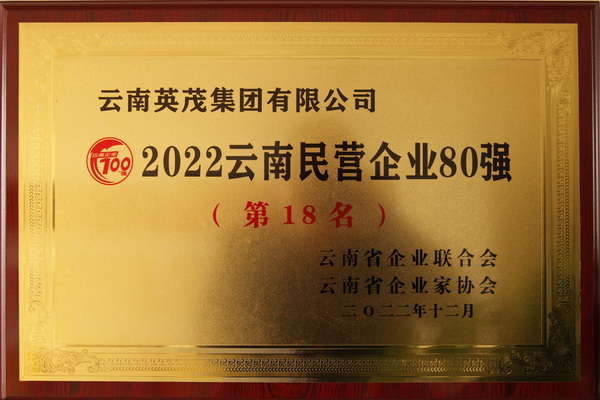 云南英茂集团有限公司
100
2022云南民营企业80强
(第18名)
云南省企业联合会
云南省企业家协会
二〇二二年十二月